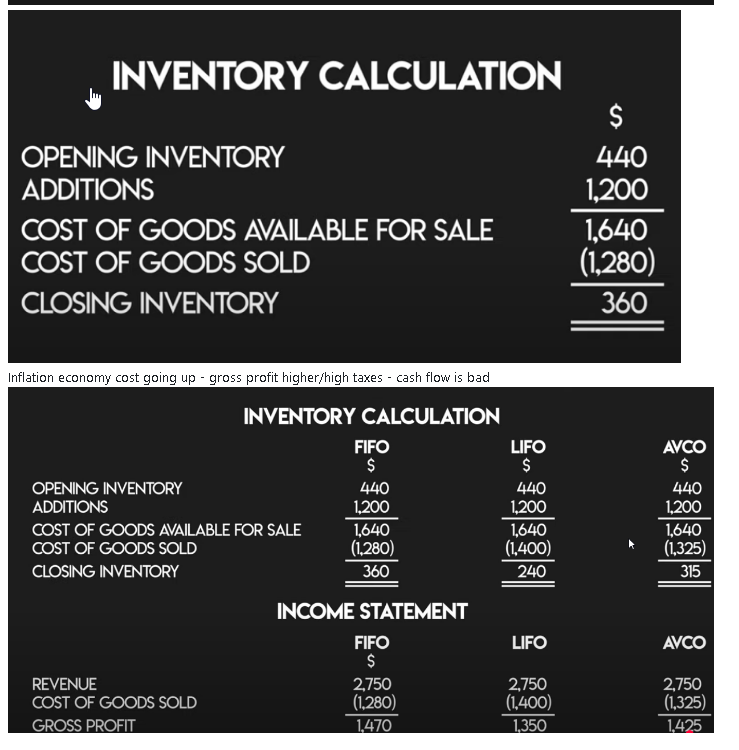 INVENTORY CALCULATION
$
OPENING INVENTORY 440
ADDITIONS 1,200
COST OF GOODS AVAILABLE FOR SALE 1,640
COST OF GOODS SOLD (1,280)
CLOSING INVENTORY 360
Inflation economy cost going up - gross profit higher/high taxes - cash flow is bad
INVENTORY CALCULATION
FIFO LIFO AVCO
$ $ $
OPENING INVENTORY 440 440 440
ADDITIONS 1,200 1,200 1,200
COST OF GOODS AVAILABLE FOR SALE 1,640 1,640 1,640
COST OF GOODS SOLD (1,280) (1,400) (1,325)
CLOSING INVENTORY 360 240 315
INCOME STATEMENT
FIFO LIFO AVCO
$
REVENUE 2,750 2,750 2,750
COST OF GOODS SOLD (1,280) (1,400) (1,325)
GROSS PROFIT 1,470 1,350 1,425